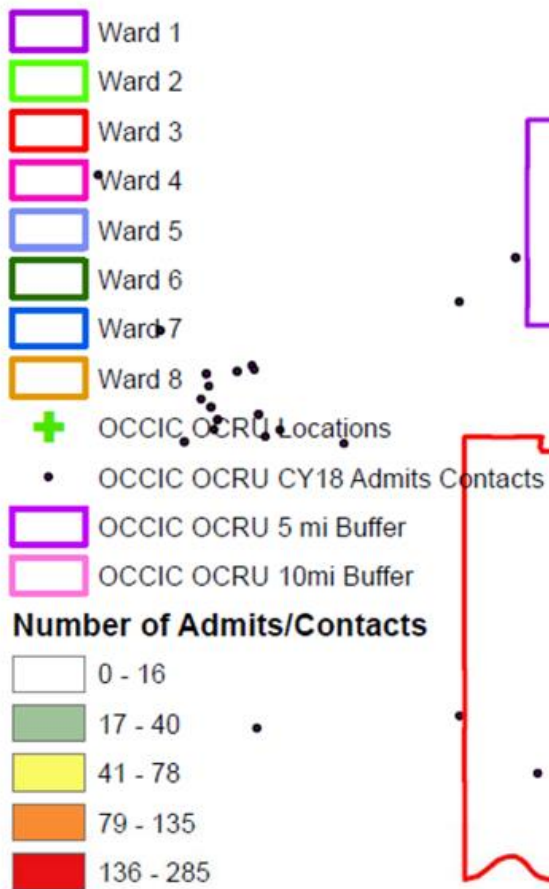 Ward 1
Ward 2
Ward 3
Ward 4
Ward 5
Ward 6
Ward 7
Ward 8
OCCIC OCRU Locations
OCCIC OCRU CY18 Admits Contacts
OCCIC OCRU 5 mi Buffer
OCCIC OCRU 10mi Buffer
Number of Admits/Contacts
0 - 16
17 - 40
41 - 78
79 - 135
136 - 285